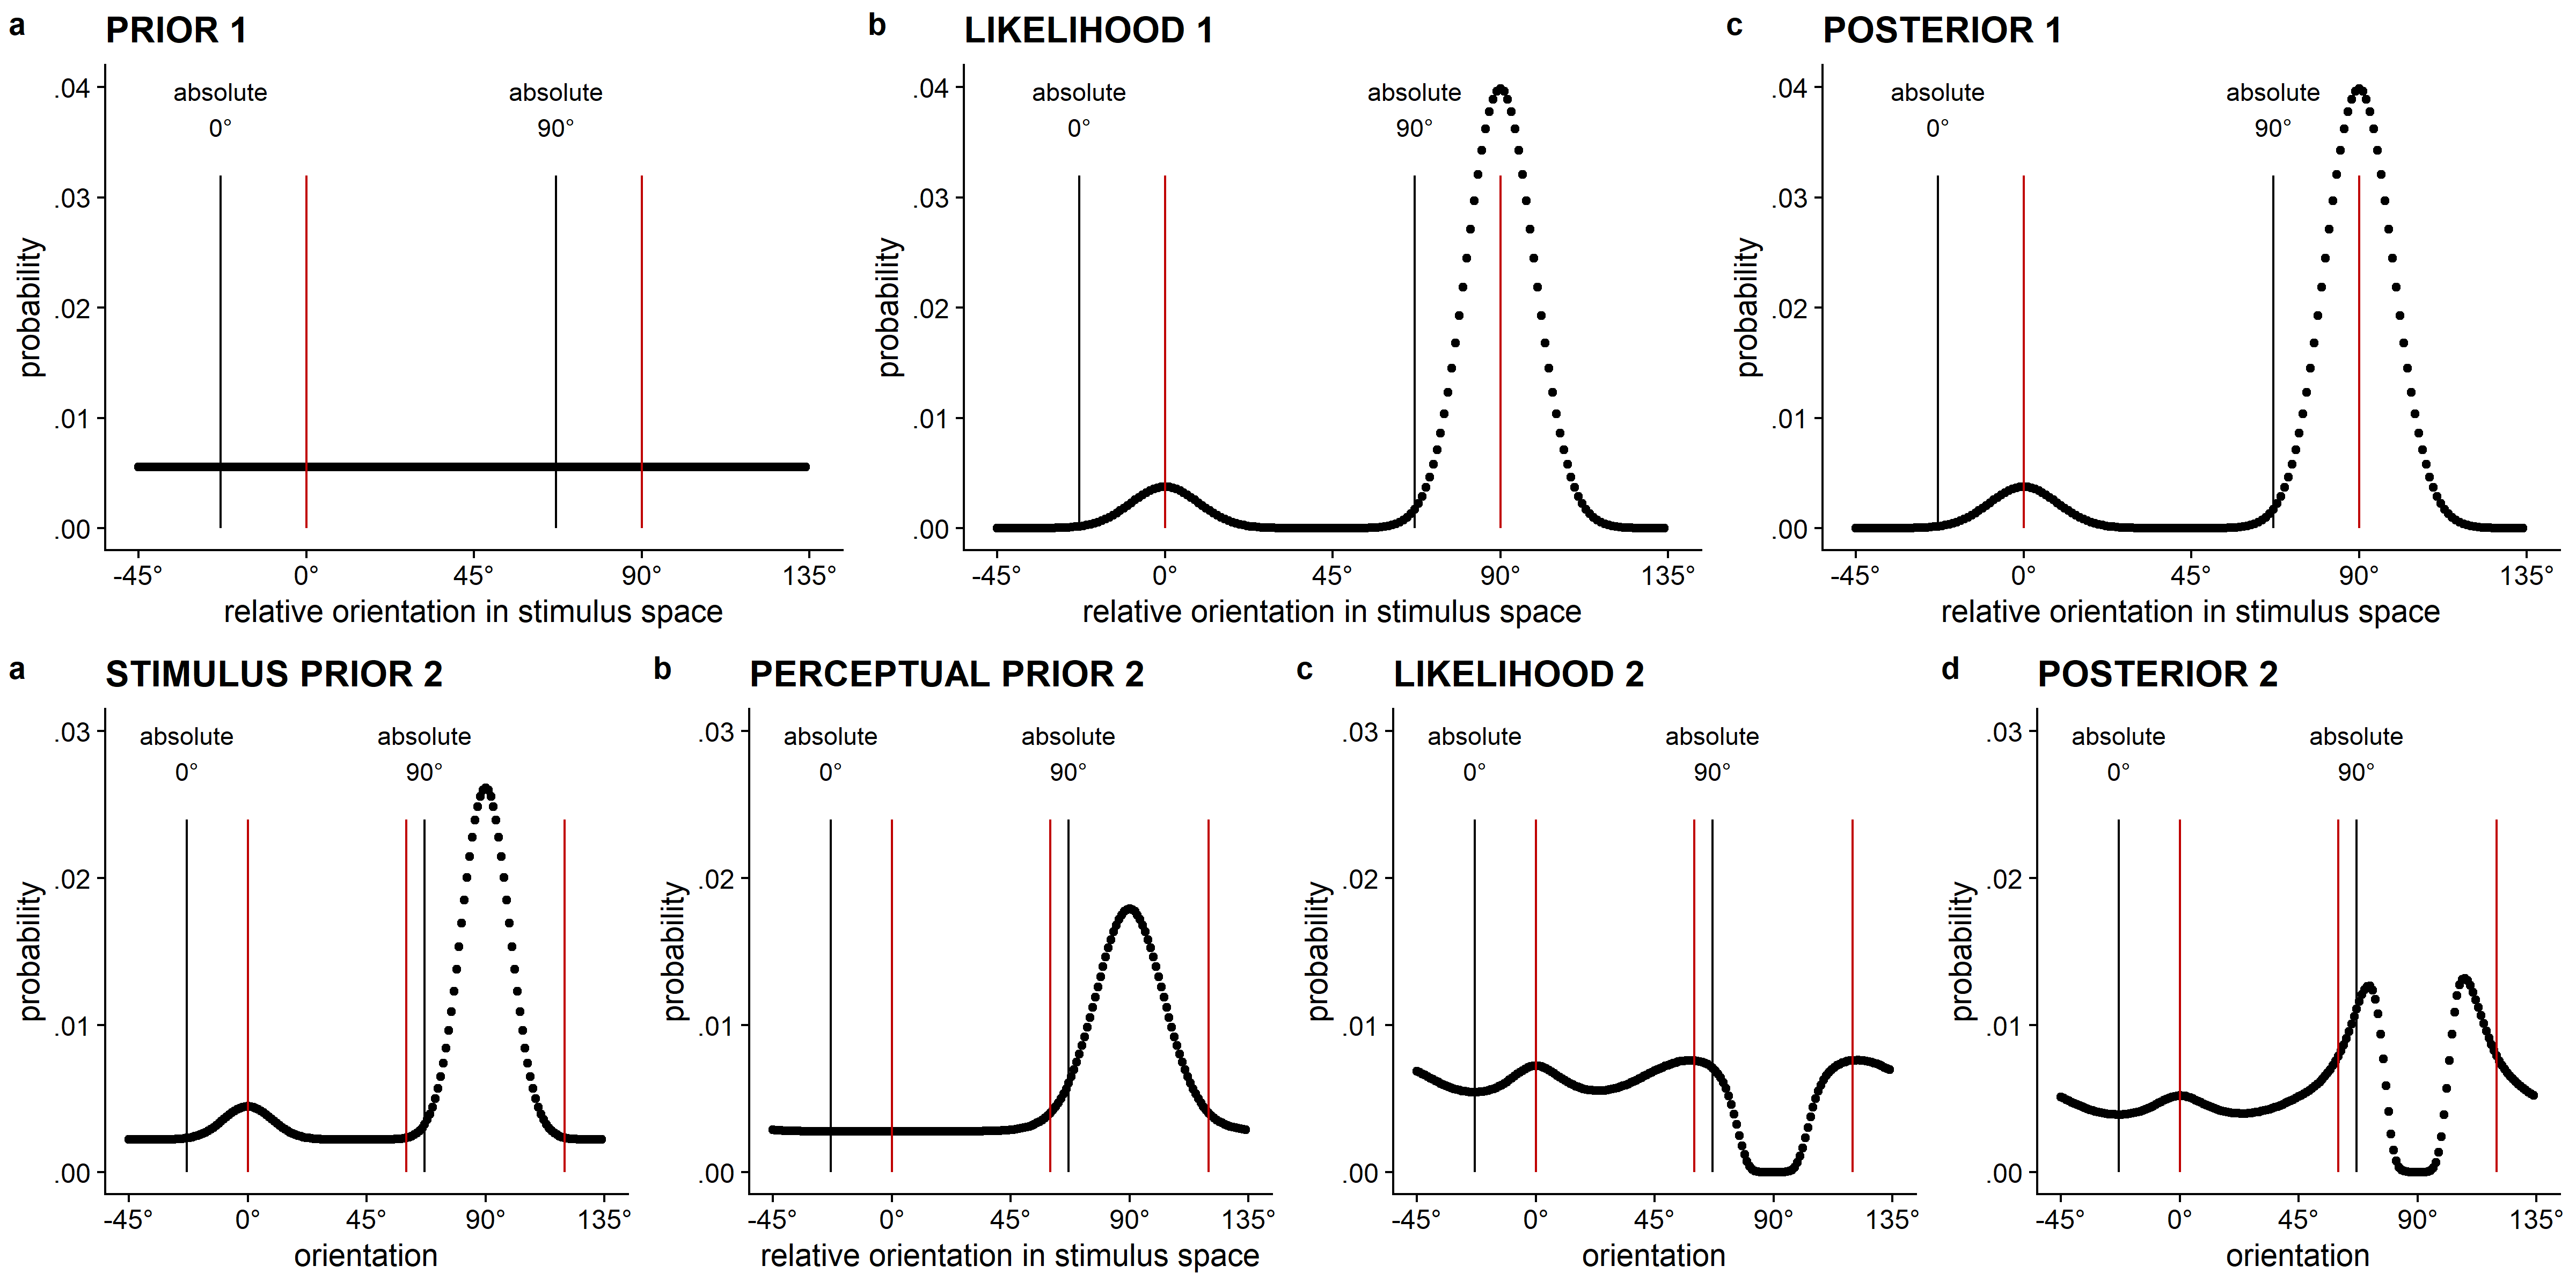 a PRIOR 1
.04
.03
.02
.01
.00
probability
absolute
0°
absolute
90°
-45° 0° 45° 90° 135°
relative orientation in stimulus space
b LIKELIHOOD 1
.04
.03
.02
.01
.00
probability
absolute
0°
absolute
90°
-45° 0° 45° 90° 135°
relative orientation in stimulus space
c POSTERIOR 1
.04
.03
.02
.01
.00
probability
absolute
0°
absolute
90°
-45° 0° 45° 90° 135°
relative orientation in stimulus space
a STIMULUS PRIOR 2
.03
.02
.01
.00
probability
absolute
0°
absolute
90°
-45° 0° 45° 90° 135°
orientation
b PERCEPTUAL PRIOR 2
.03
.02
.01
.00
probability
absolute
0°
absolute
90°
-45° 0° 45° 90° 135°
relative orientation in stimulus space
c LIKELIHOOD 2
.03
.02
.01
.00
probability
absolute
0°
absolute
90°
-45° 0° 45° 90° 135°
orientation
d POSTERIOR 2
.03
.02
.01
.00
probability
absolute
0°
absolute
90°
-45° 0° 45° 90° 135°
orientation